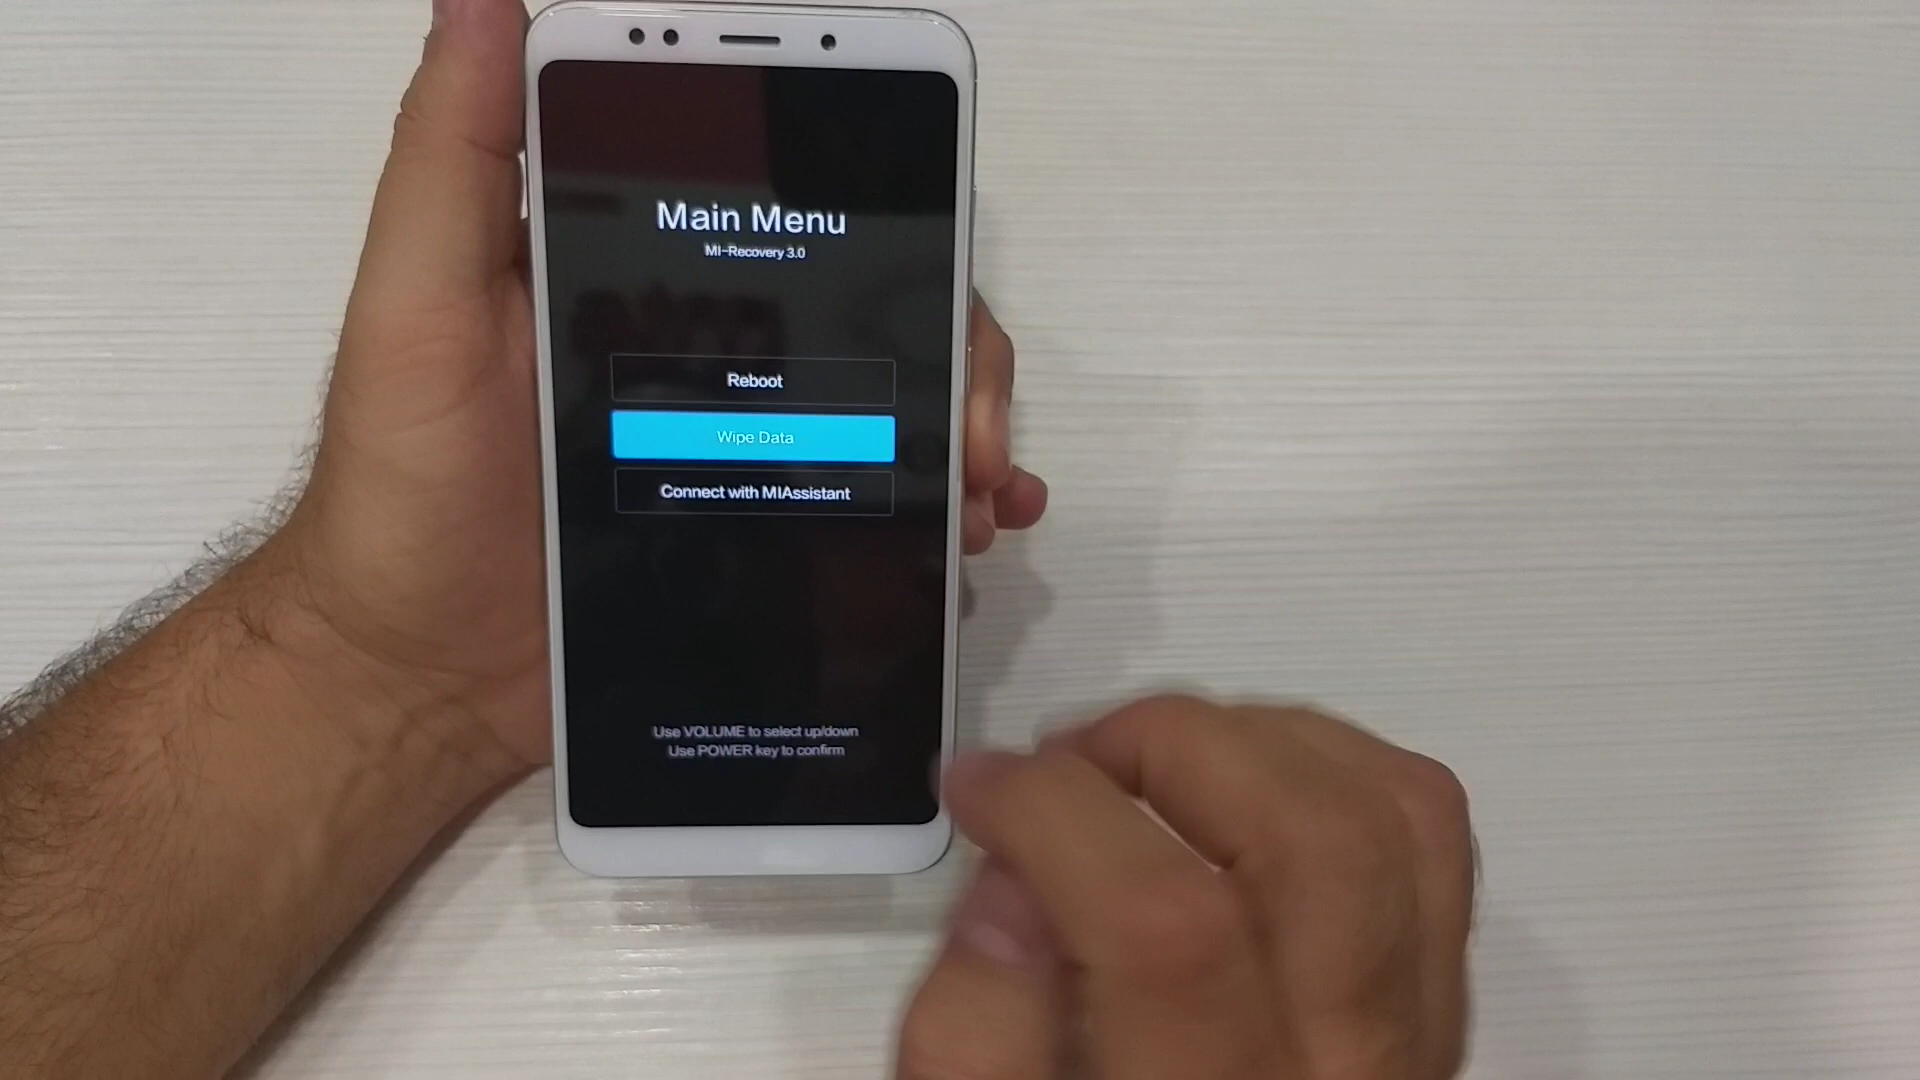 Main Menu
MI-Recovery 3.0
Reboot
Wipe Data
Connect with MIAssistant
Use VOLUME to select up/down
Use POWER key to confirm